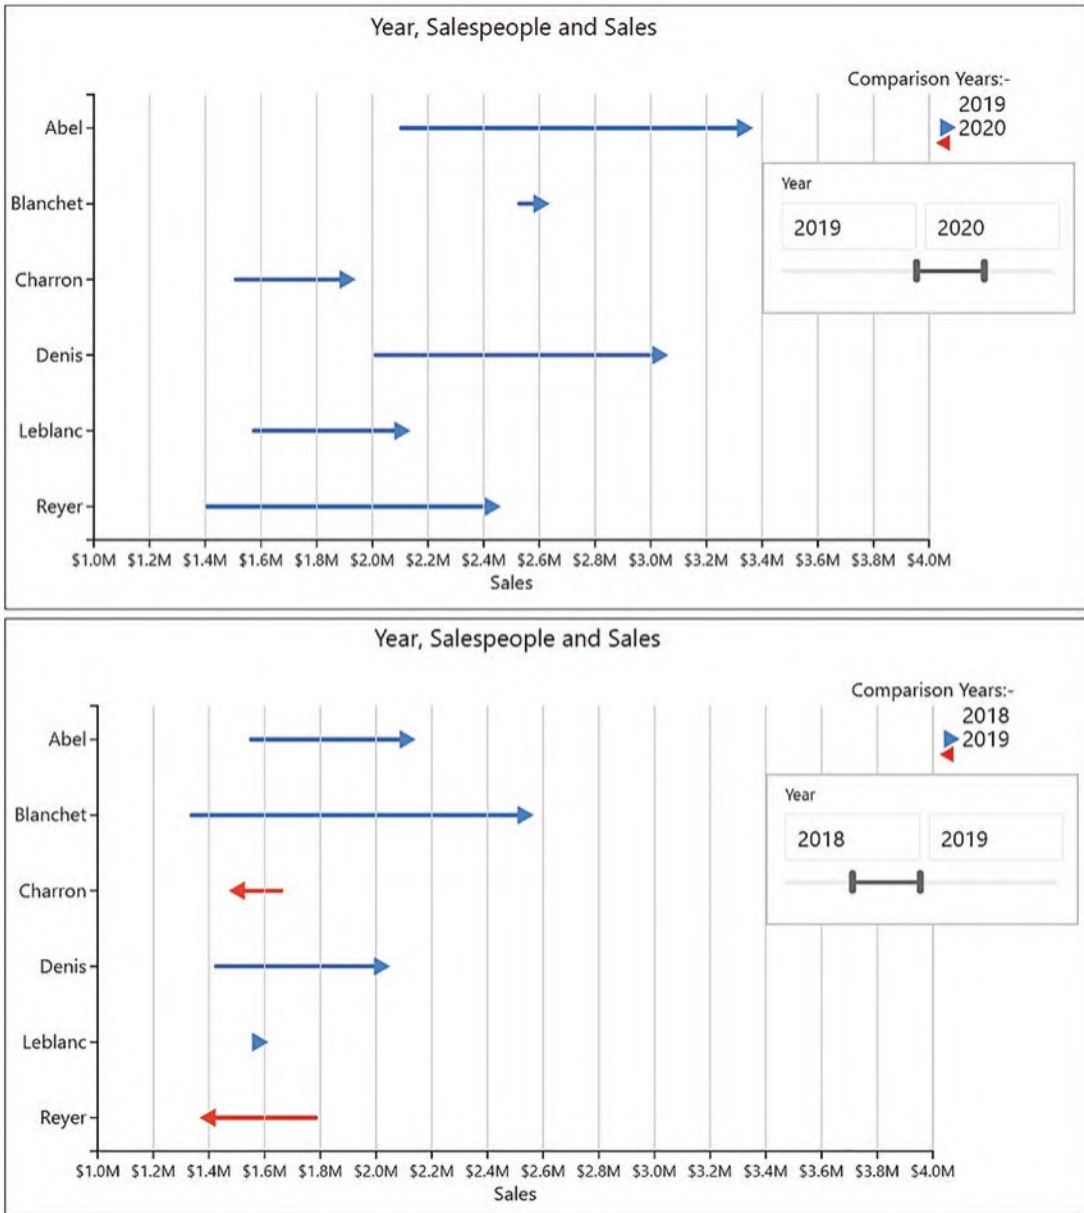 Year, Salespeople and Sales
Comparison Years:-
2019
2020
Year
2019 2020
Abel
Blanchet
Charron
Denis
Leblanc
Reyer
$1.0M $1.2M $1.4M $1.6M $1.8M $2.0M $2.2M $2.4M $2.6M $2.8M $3.0M $3.2M $3.4M $3.6M $3.8M $4.0M
Sales
Year, Salespeople and Sales
Comparison Years:-
2018
2019
Year
2018 2019
Abel
Blanchet
Charron
Denis
Leblanc
Reyer
$1.0M $1.2M $1.4M $1.6M $1.8M $2.0M $2.2M $2.4M $2.6M $2.8M $3.0M $3.2M $3.4M $3.6M $3.8M $4.0M
Sales